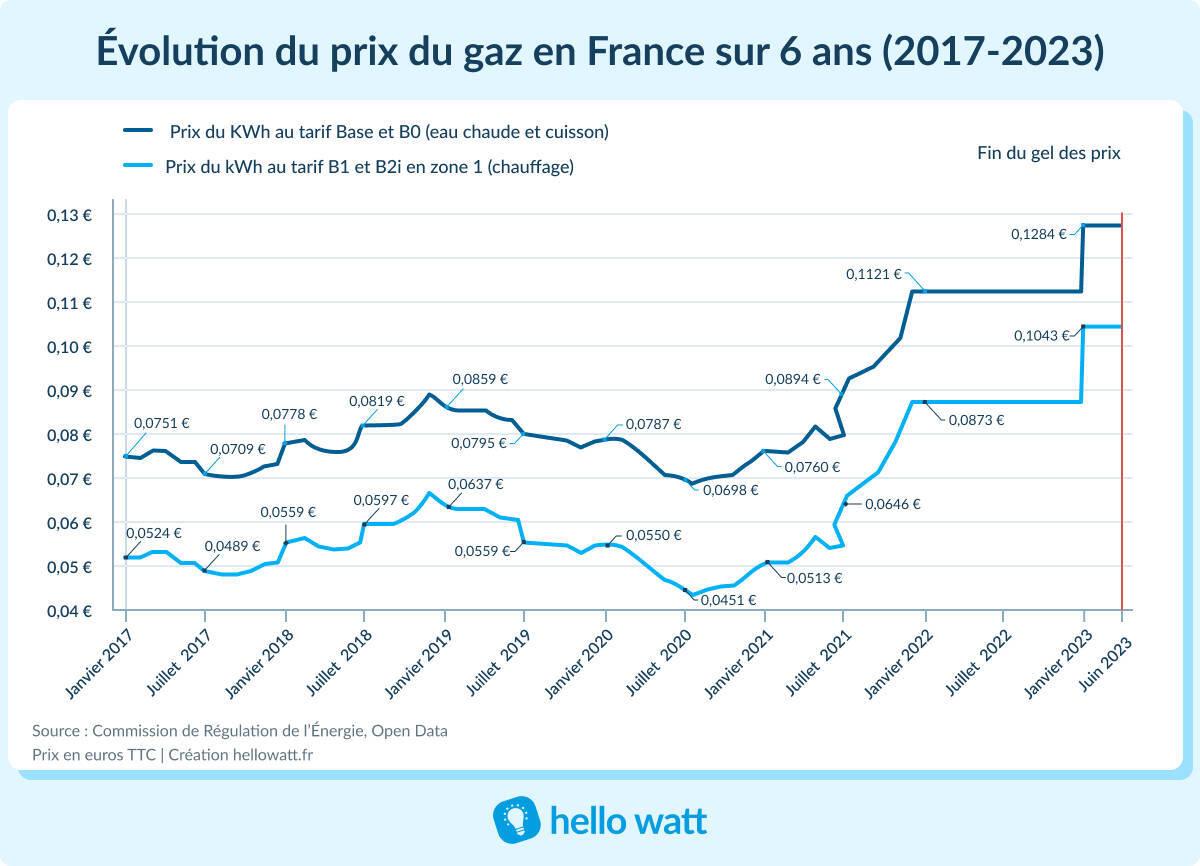 Évolution du prix du gaz en France sur 6 ans (2017-2023)
Prix du KWh au tarif Base et B0 (eau chaude et cuisson)
Prix du kWh au tarif B1 et B2i en zone 1 (chauffage)
Fin du gel des prix
0,13 €
0,12 €
0,11 €
0,10 €
0,09 €
0,08 €
0,07 €
0,06 €
0,05 €
0,04 €
0,0751 €
0,0709 €
0,0778 €
0,0819 €
0,0859 €
0,0795 €
0,0787 €
0,0698 €
0,0760 €
0,0894 €
0,1121 €
0,1284 €
0,0524 €
0,0489 €
0,0559 €
0,0597 €
0,0637 €
0,0559 €
0,0550 €
0,0451 €
0,0513 €
0,0646 €
0,0873 €
0,1043 €
Janvier 2017
Juillet 2017
Janvier 2018
Juillet 2018
Janvier 2019
Juillet 2019
Janvier 2020
Juillet 2020
Janvier 2021
Juillet 2021
Janvier 2022
Juillet 2022
Janvier 2023
Juin 2023
Source : Commission de Régulation de l'Énergie, Open Data
Prix en euros TTC | Création hellowatt.fr
hello watt